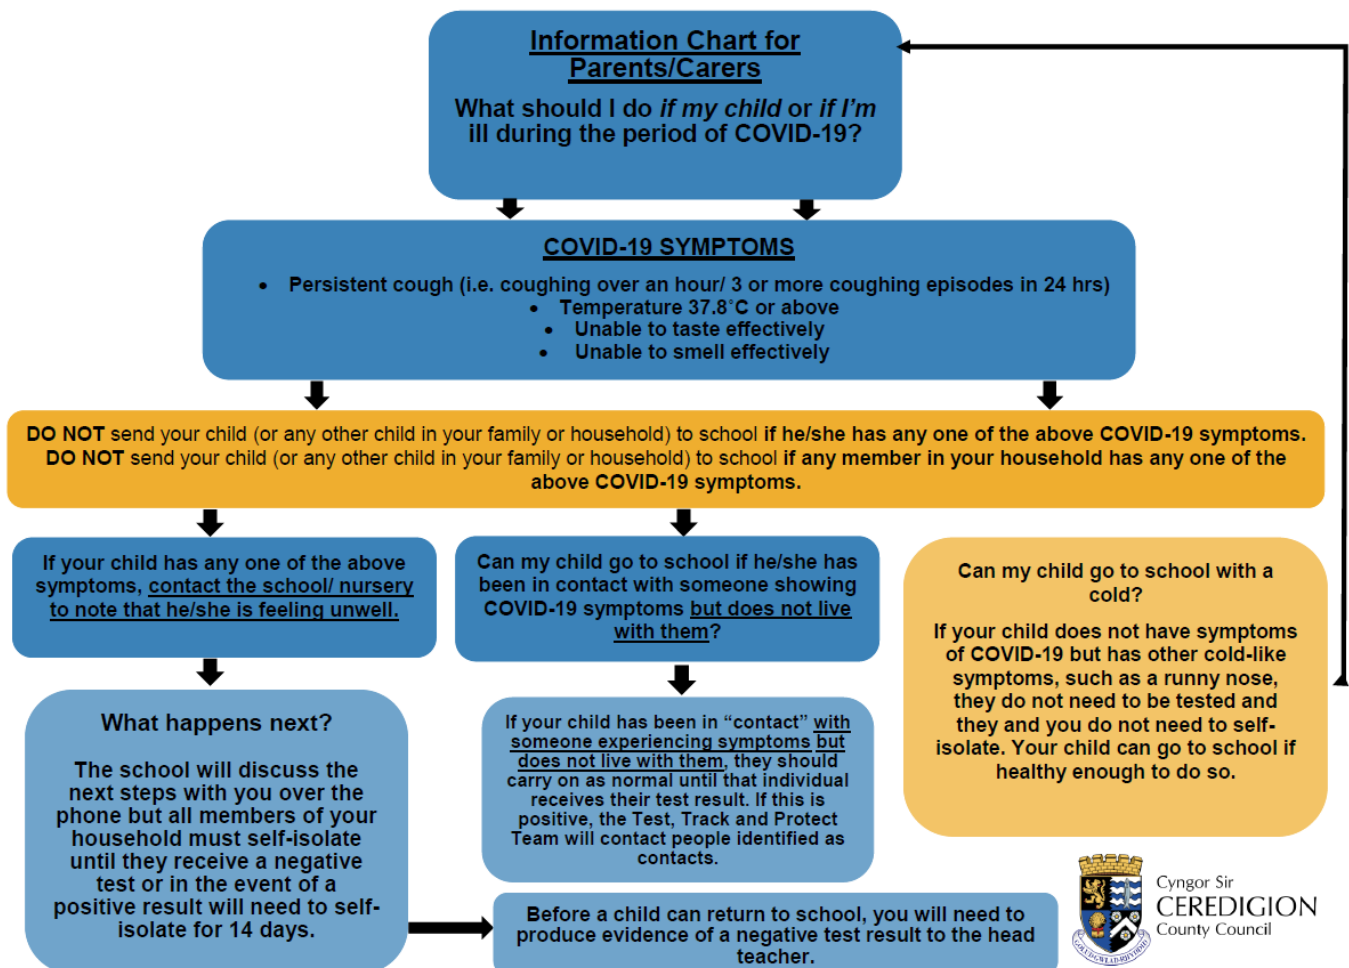 Information Chart for
Parents/Carers
What should I do if my child or if I'm
ill during the period of COVID-19?
COVID-19 SYMPTOMS
• Persistent cough (i.e. coughing over an hour/ 3 or more coughing episodes in 24 hrs)
• Temperature 37.8˚C or above
• Unable to taste effectively
• Unable to smell effectively
DO NOT send your child (or any other child in your family or household) to school if he/she has any one of the above COVID-19 symptoms.
DO NOT send your child (or any other child in your family or household) to school if any member in your household has any one of the
above COVID-19 symptoms.
If your child has any one of the above
symptoms, contact the school/ nursery
to note that he/she is feeling unwell.
What happens next?
The school will discuss the
next steps with you over the
phone but all members of your
household must self-isolate
until they receive a negative
test or in the event of a
positive result will need to self-
isolate for 14 days.
Can my child go to school if he/she has
been in contact with someone showing
COVID-19 symptoms but does not live
with them?
If your child has been in “contact” with
someone experiencing symptoms but
does not live with them, they should
carry on as normal until that individual
receives their test result. If this is
positive, the Test, Track and Protect
Team will contact people identified as
contacts.
Before a child can return to school, you will need to
produce evidence of a negative test result to the head
teacher.
Can my child go to school with a
cold?
If your child does not have symptoms
of COVID-19 but has other cold-like
symptoms, such as a runny nose,
they do not need to be tested and
they and you do not need to self-
isolate. Your child can go to school if
healthy enough to do so.
Cyngor Sir
CEREDIGION
County Council